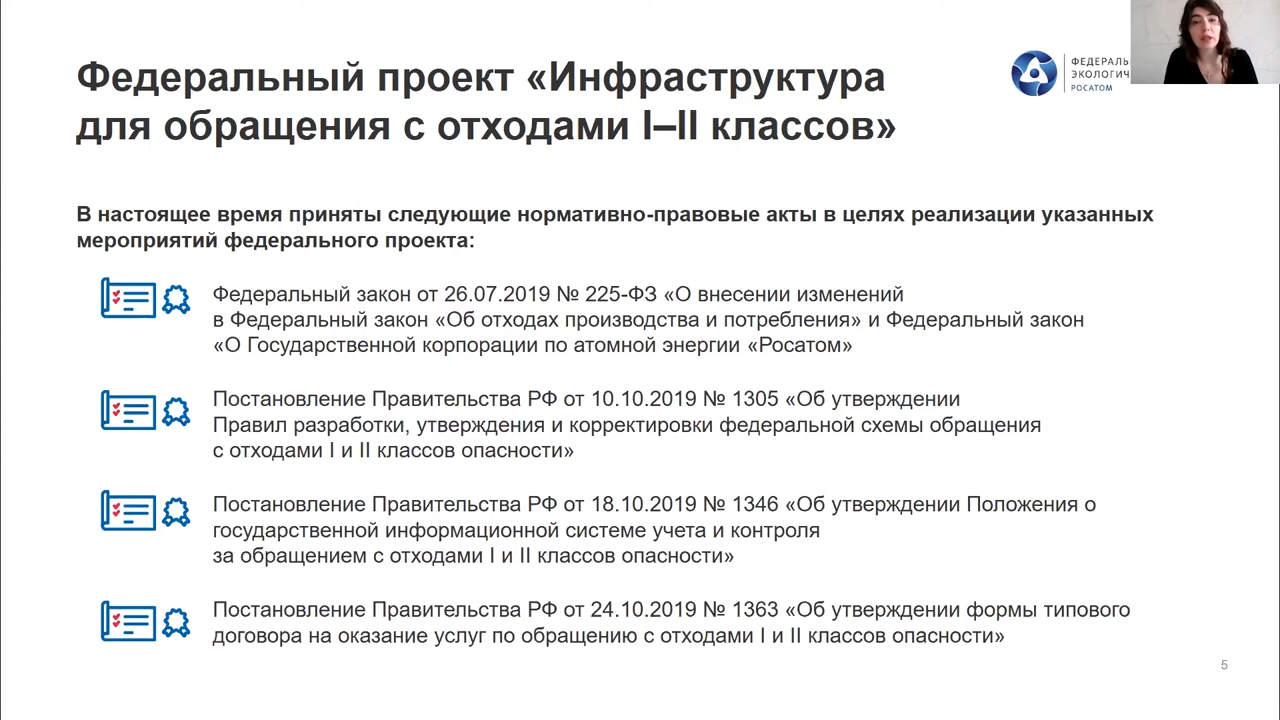 Федеральный проект «Инфраструктура
для обращения с отходами I–II классов»
ФЕДЕРАЛЬ
ЭКОЛОГИЧ
РОСАТОМ
В настоящее время приняты следующие нормативно-правовые акты в целях реализации указанных
мероприятий федерального проекта:
Федеральный закон от 26.07.2019 № 225-ФЗ «О внесении изменений
в Федеральный закон «Об отходах производства и потребления» и Федеральный закон
«О Государственной корпорации по атомной энергии «Росатом»
Постановление Правительства РФ от 10.10.2019 № 1305 «Об утверждении
Правил разработки, утверждения и корректировки федеральной схемы обращения
с отходами I и II классов опасности»
Постановление Правительства РФ от 18.10.2019 № 1346 «Об утверждении Положения о
государственной информационной системе учета и контроля
за обращением с отходами I и II классов опасности»
Постановление Правительства РФ от 24.10.2019 № 1363 «Об утверждении формы типового
договора на оказание услуг по обращению с отходами I и II классов опасности»
5